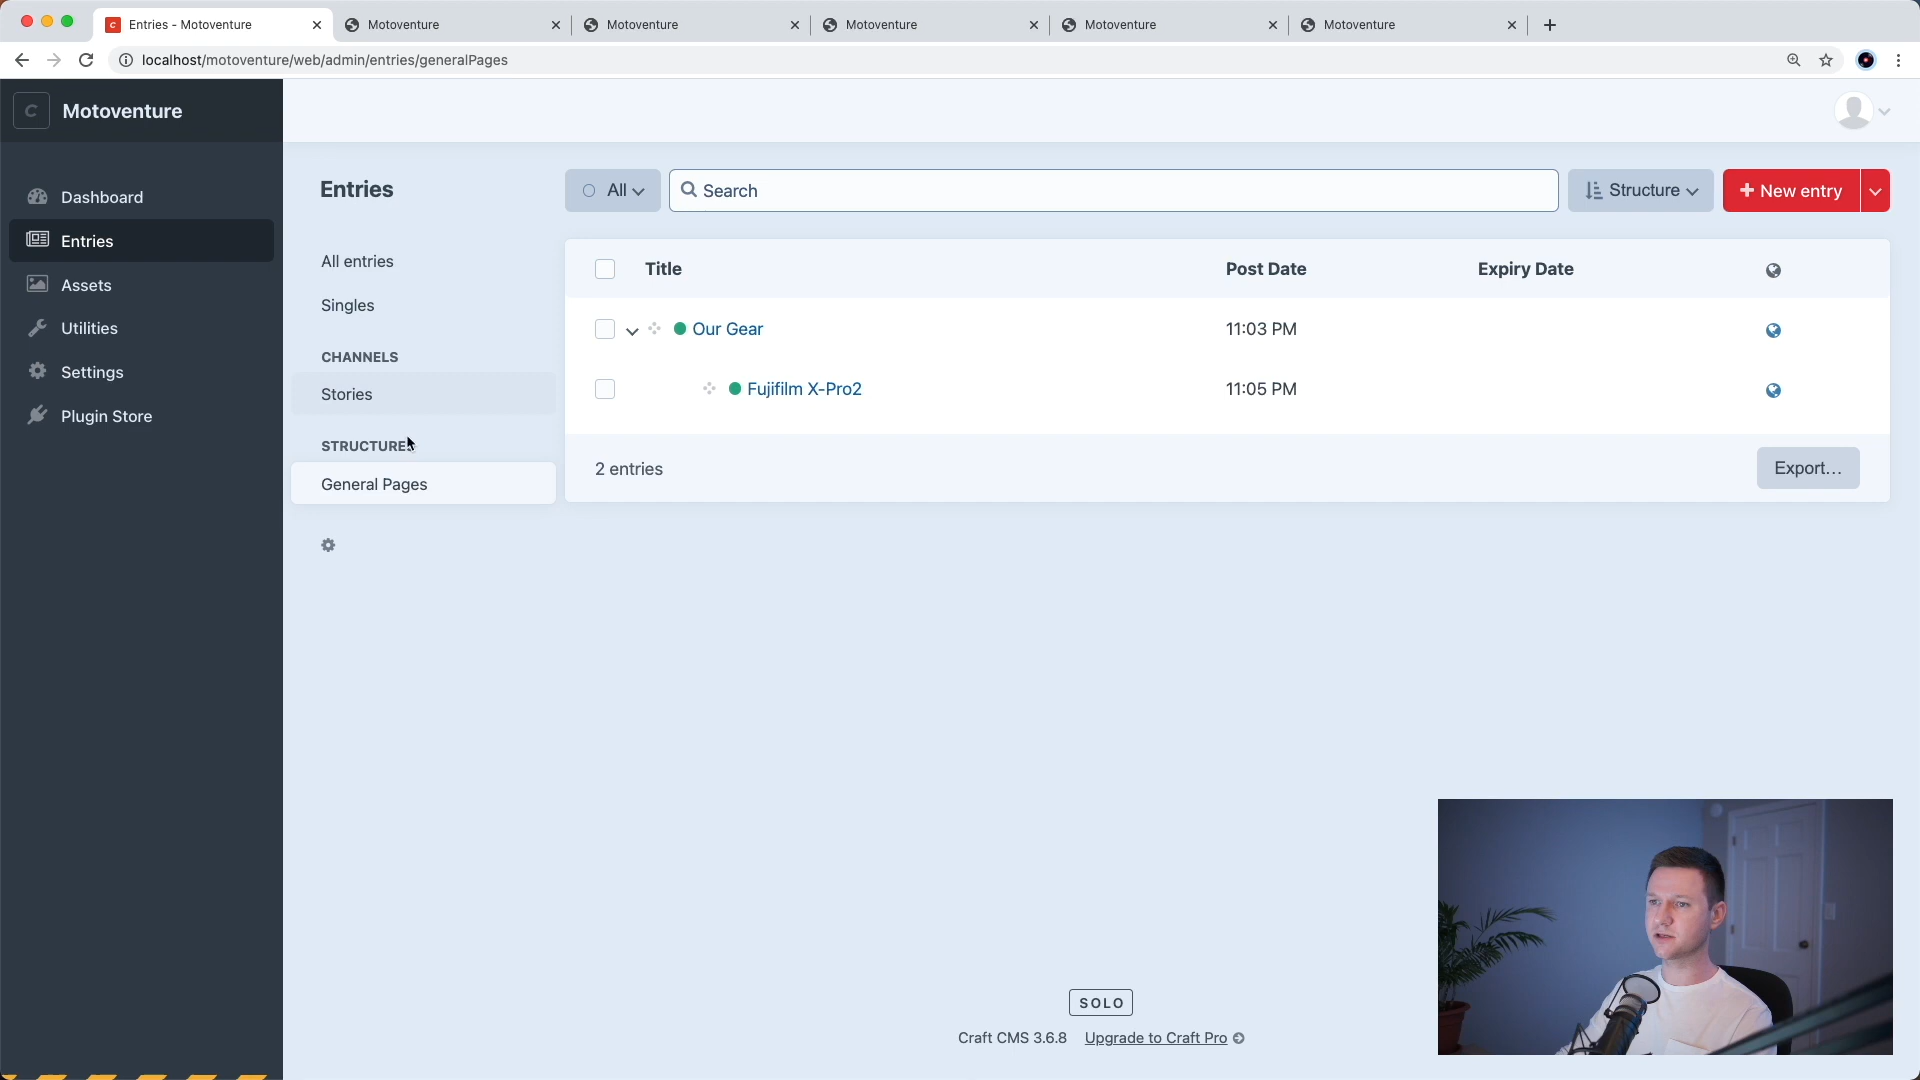 Entries - Motoventure
Motoventure
Motoventure
Motoventure
Motoventure
Motoventure
localhost/motoventure/web/admin/entries/generalPages
C Motoventure
Dashboard
Entries
Assets
Utilities
Settings
Plugin Store
Entries
All entries
Singles
CHANNELS
Stories
STRUCTURES
General Pages
All
Search
Structure
New entry
Title Post Date Expiry Date
Our Gear 11:03 PM
Fujifilm X-Pro2 11:05 PM
2 entries
Export...
SOLO
Craft CMS 3.6.8 Upgrade to Craft Pro